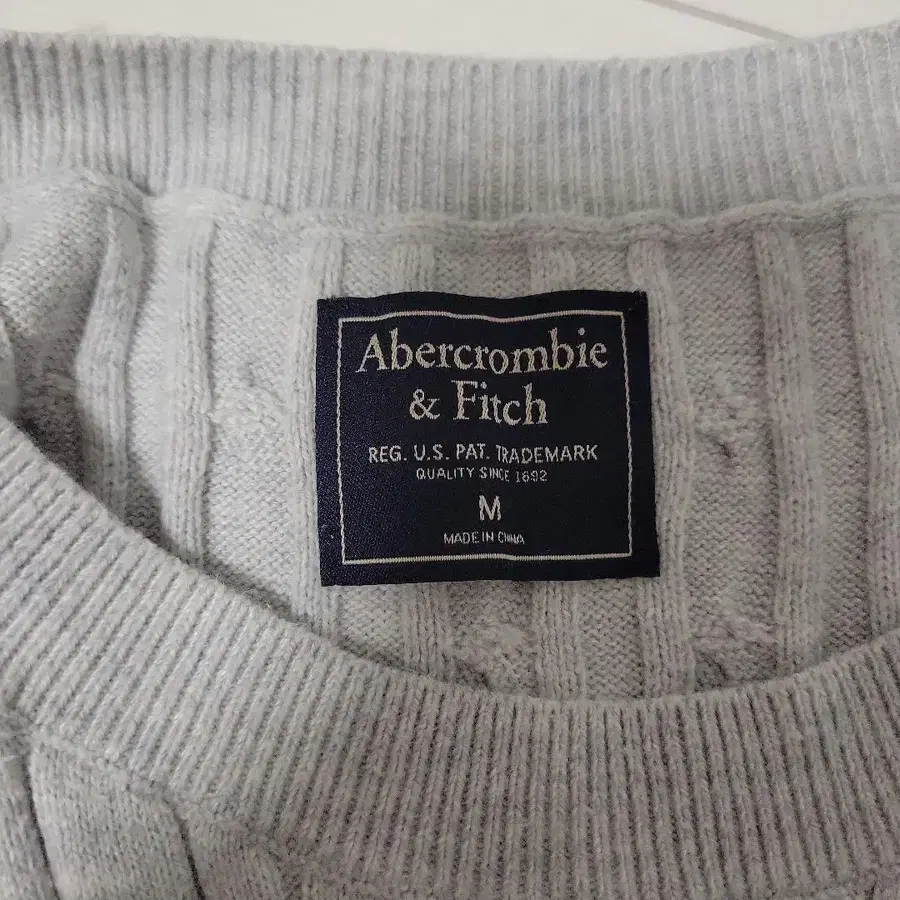 Abercrombie
& Fitch
REG. U.S. PAT. TRADEMARK
QUALITY SINCE 1892
M
MADE IN CHINA